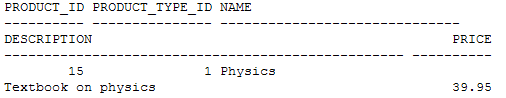 PRODUCT_ID PRODUCT_TYPE_ID NAME
---------- --------------- ------------------------------
DESCRIPTION                                             PRICE
-------------------------------------------------- ----------
        15               1 Physics
Textbook on physics                                     39.95